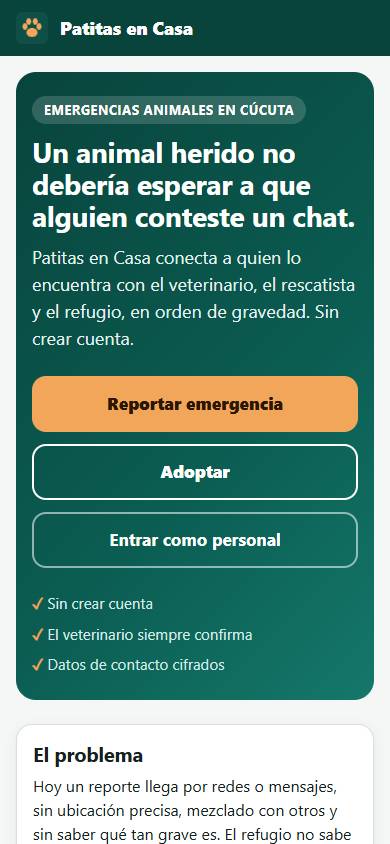 Patitas en Casa
EMERGENCIAS ANIMALES EN CÚCUTA
Un animal herido no
debería esperar a que
alguien conteste un chat.
Patitas en Casa conecta a quien lo
encuentra con el veterinario, el rescatista
y el refugio, en orden de gravedad. Sin
crear cuenta.
Reportar emergencia
Adoptar
Entrar como personal
✓ Sin crear cuenta
✓ El veterinario siempre confirma
✓ Datos de contacto cifrados
El problema
Hoy un reporte llega por redes o mensajes,
sin ubicación precisa, mezclado con otros y
sin saber qué tan grave es. El refugio no sabe